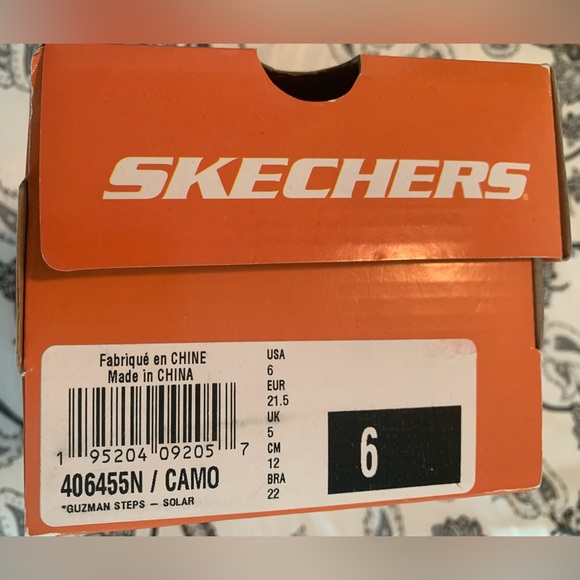 SKECHERS
Fabriqué en CHINE
Made in CHINA
1 95204 09205 7
406455N / CAMO
*GUZMAN STEPS – SOLAR
USA
6
EUR
21.5
UK
5
CM
12
BRA
22
6